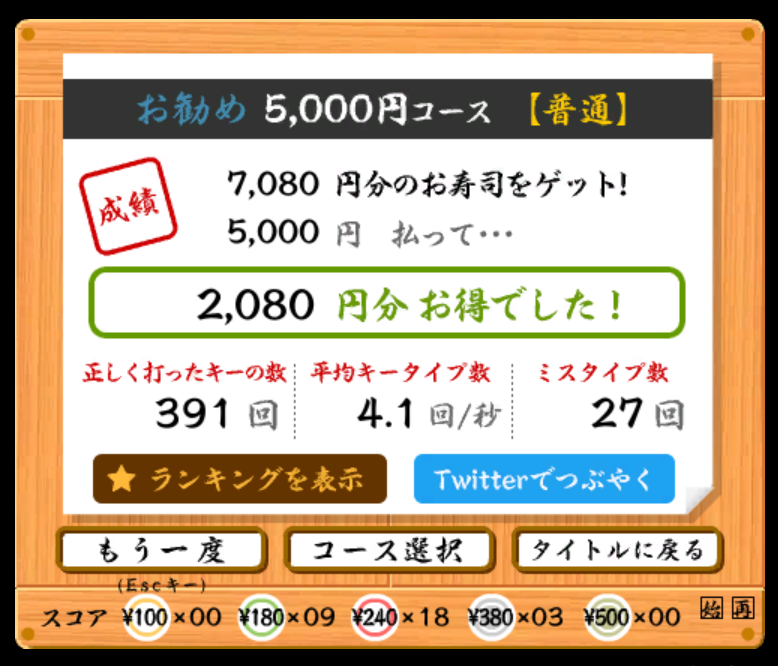 お勧め 5,000円コース 【普通】
成績
7,080 円分のお寿司をゲット!
5,000 円 払って…
2,080 円分 お得でした!
正しく打ったキーの数 平均キータイプ数 ミスタイプ数
391 回 4.1 回/秒 27 回
★ ランキングを表示 Twitterでつぶやく
もう一度 コース選択 タイトルに戻る
(Escキー)
スコア ¥100×00 ¥180×09 ¥240×18 ¥380×03 ¥500×00 始 再